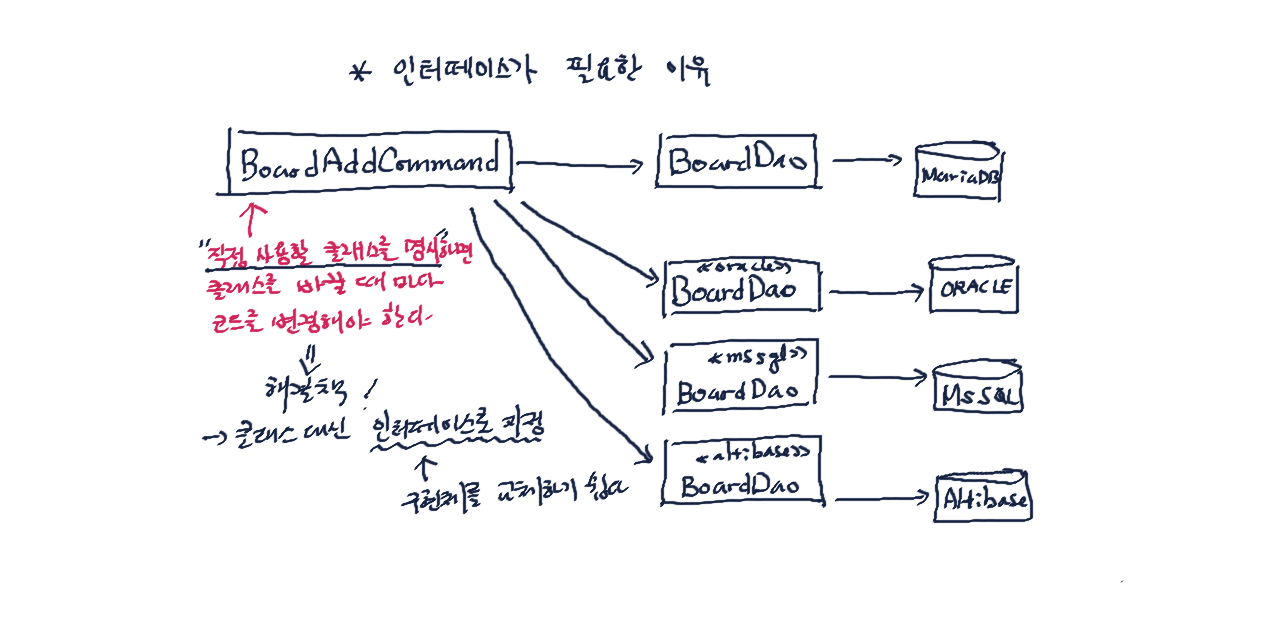 * 인터페이스가 필요한 이유
BoardAddCommand
BoardDao
MariaDB
"직접 사용할 클래스를 명시"하면
클래스를 바꿀 때 마다
코드를 변경해야 한다.
해결책!
→ 클래스 대신 인터페이스로 지정
구현체를 교체하기 쉽다
«oracle»
BoardDao
ORACLE
«mssql»
BoardDao
MsSQL
«altibase»
BoardDao
Altibase